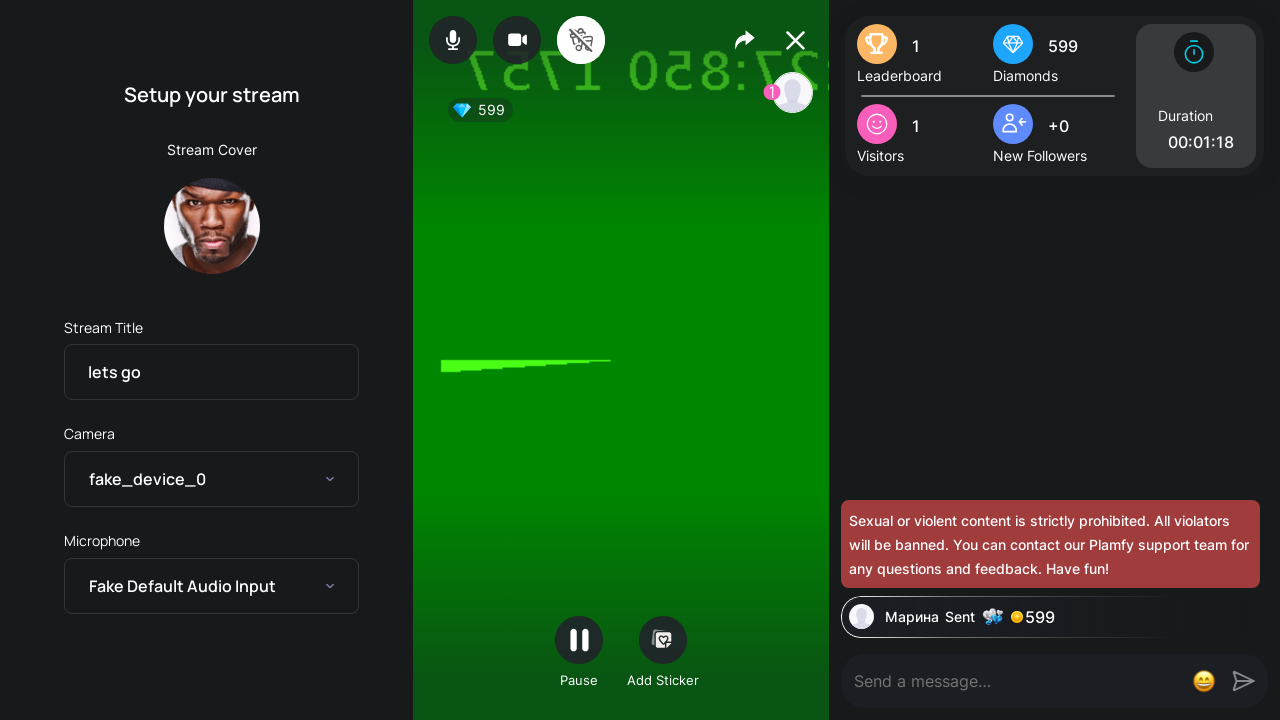 Setup your stream
Stream Cover
Stream Title
lets go
Camera
fake_device_0
Microphone
Fake Default Audio Input
599
1
Pause
Add Sticker
1
Leaderboard
599
Diamonds
1
Visitors
+0
New Followers
Duration
00:01:18
Sexual or violent content is strictly prohibited. All violators
will be banned. You can contact our Plamfy support team for
any questions and feedback. Have fun!
Марина Sent 599
Send a message...